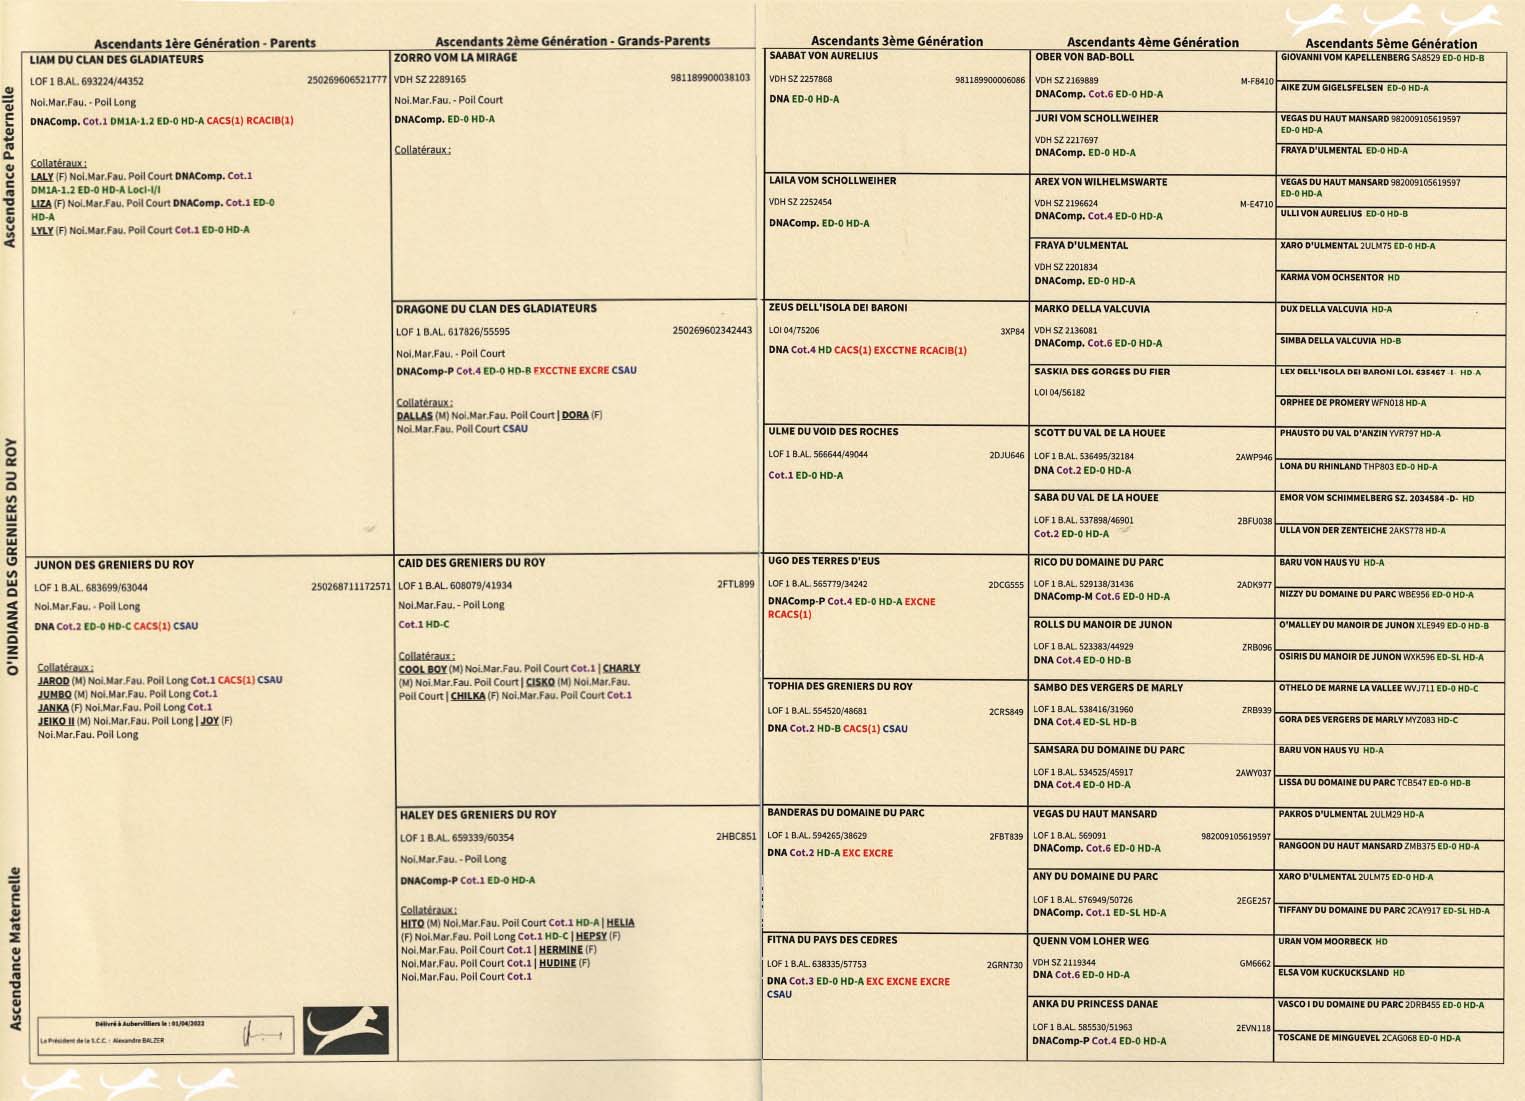 Ascendance Paternelle
O'INDIANA DES GRENIERS DU ROY
Ascendance Maternelle
Ascendants 1ère Génération - Parents
LIAM DU CLAN DES GLADIATEURS
LOF 1 B.AL. 693224/44352 250269606521777
Noi.Mar.Fau. - Poil Long
DNAComp. Cot.1 DM1A-1.2 ED-0 HD-A CACS(1) RCACIB(1)
Collatéraux :
LALY (F) Noi.Mar.Fau. Poil Court DNAComp. Cot.1
DM1A-1.2 ED-0 HD-A LocI-I/I
LIZA (F) Noi.Mar.Fau. Poil Court DNAComp. Cot.1 ED-0
HD-A
LYLY (F) Noi.Mar.Fau. Poil Court Cot.1 ED-0 HD-A
JUNON DES GRENIERS DU ROY
LOF 1 B.AL. 683699/63044 250268711172571
Noi.Mar.Fau. - Poil Long
DNA Cot.2 ED-0 HD-C CACS(1) CSAU
Collatéraux :
JAROD (M) Noi.Mar.Fau. Poil Long Cot.1 CACS(1) CSAU
JUMBO (M) Noi.Mar.Fau. Poil Long Cot.1
JANKA (F) Noi.Mar.Fau. Poil Long Cot.1
JEIKO II (M) Noi.Mar.Fau. Poil Long | JOY (F)
Noi.Mar.Fau. Poil Long
Délivré à Aubervilliers le : 01/04/2022
Le Président de la S.C.C. : Alexandre BALZER
Ascendants 2ème Génération - Grands-Parents
ZORRO VOM LA MIRAGE
VDH SZ 2289165 981189900038103
Noi.Mar.Fau. - Poil Court
DNAComp. ED-0 HD-A
Collatéraux :
DRAGONE DU CLAN DES GLADIATEURS
LOF 1 B.AL. 617826/55595 250269602342443
Noi.Mar.Fau. - Poil Court
DNAComp-P Cot.4 ED-0 HD-B EXCCTNE EXCRE CSAU
Collatéraux :
DALLAS (M) Noi.Mar.Fau. Poil Court | DORA (F)
Noi.Mar.Fau. Poil Court CSAU
CAID DES GRENIERS DU ROY
LOF 1 B.AL. 608079/41934 2FTL899
Noi.Mar.Fau. - Poil Long
Cot.1 HD-C
Collatéraux :
COOL BOY (M) Noi.Mar.Fau. Poil Court Cot.1 | CHARLY
(M) Noi.Mar.Fau. Poil Court | CISKO (M) Noi.Mar.Fau.
Poil Court | CHILKA (F) Noi.Mar.Fau. Poil Court Cot.1
HALEY DES GRENIERS DU ROY
LOF 1 B.AL. 659339/60354 2HBC851
Noi.Mar.Fau. - Poil Long
DNAComp-P Cot.1 ED-0 HD-A
Collatéraux :
HITO (M) Noi.Mar.Fau. Poil Court Cot.1 HD-A | HELIA
(F) Noi.Mar.Fau. Poil Long Cot.1 HD-C | HEPSY (F)
Noi.Mar.Fau. Poil Court Cot.1 | HERMINE (F)
Noi.Mar.Fau. Poil Court Cot.1 | HUDINE (F)
Noi.Mar.Fau. Poil Court Cot.1
Ascendants 3ème Génération
SAABAT VON AURELIUS
VDH SZ 2257868 981189900006086
DNA ED-0 HD-A
LAILA VOM SCHOLLWEIHER
VDH SZ 2252454
DNAComp. ED-0 HD-A
ZEUS DELL'ISOLA DEI BARONI
LOI 04/75206 3XP84
DNA Cot.4 HD CACS(1) EXCCTNE RCACIB(1)
ULME DU VOID DES ROCHES
LOF 1 B.AL. 566644/49044 2DJU646
Cot.1 ED-0 HD-A
UGO DES TERRES D'EUS
LOF 1 B.AL. 565779/34242 2DCG555
DNAComp-P Cot.4 ED-0 HD-A EXCNE
RCACS(1)
TOPHIA DES GRENIERS DU ROY
LOF 1 B.AL. 554520/48681 2CRS849
DNA Cot.2 HD-B CACS(1) CSAU
BANDERAS DU DOMAINE DU PARC
LOF 1 B.AL. 594265/38629 2FBT839
DNA Cot.2 HD-A EXC EXCRE
FITNA DU PAYS DES CEDRES
LOF 1 B.AL. 638335/57753 2GRN730
DNA Cot.3 ED-0 HD-A EXC EXCNE EXCRE
CSAU
Ascendants 4ème Génération
OBER VON BAD-BOLL
VDH SZ 2169889 M-F8410
DNAComp. Cot.6 ED-0 HD-A
JURI VOM SCHOLLWEIHER
VDH SZ 2217697
DNAComp. ED-0 HD-A
AREX VON WILHELMSWARTE
VDH SZ 2196624 M-E4710
DNAComp. Cot.4 ED-0 HD-A
FRAYA D'ULMENTAL
VDH SZ 2201834
DNAComp. ED-0 HD-A
MARKO DELLA VALCUVIA
VDH SZ 2136081
DNAComp. Cot.6 ED-0 HD-A
SASKIA DES GORGES DU FIER
LOI 04/56182
SCOTT DU VAL DE LA HOUEE
LOF 1 B.AL. 536495/32184 2AWP946
DNA Cot.2 ED-0 HD-A
SABA DU VAL DE LA HOUEE
LOF 1 B.AL. 537898/46901 2BFU038
Cot.2 ED-0 HD-A
RICO DU DOMAINE DU PARC
LOF 1 B.AL. 529138/31436 2ADK977
DNAComp-M Cot.6 ED-0 HD-A
ROLLS DU MANOIR DE JUNON
LOF 1 B.AL. 523383/44929 ZRB096
DNA Cot.4 ED-0 HD-B
SAMBO DES VERGERS DE MARLY
LOF 1 B.AL. 538416/31960 ZRB939
DNA Cot.4 ED-SL HD-B
SAMSARA DU DOMAINE DU PARC
LOF 1 B.AL. 534525/45917 2AWY037
DNA Cot.4 ED-0 HD-A
VEGAS DU HAUT MANSARD
LOF 1 B.AL. 569091 982009105619597
DNAComp. Cot.6 ED-0 HD-A
ANY DU DOMAINE DU PARC
LOF 1 B.AL. 576949/50726 2EGE257
DNAComp. Cot.1 ED-SL HD-A
QUENN VOM LOHER WEG
VDH SZ 2119344 GM6662
DNA Cot.6 ED-0 HD-A
ANKA DU PRINCESS DANAE
LOF 1 B.AL. 585530/51963 2EVN118
DNAComp-P Cot.4 ED-0 HD-A
Ascendants 5ème Génération
GIOVANNI VOM KAPELLENBERG SA8529 ED-0 HD-B
AIKE ZUM GIGELSFELSEN ED-0 HD-A
VEGAS DU HAUT MANSARD 982009105619597
ED-0 HD-A
FRAYA D'ULMENTAL ED-0 HD-A
VEGAS DU HAUT MANSARD 982009105619597
ED-0 HD-A
ULLI VON AURELIUS ED-0 HD-B
XARO D'ULMENTAL 2ULM75 ED-0 HD-A
KARMA VOM OCHSENTOR HD
DUX DELLA VALCUVIA HD-A
SIMBA DELLA VALCUVIA HD-B
LEX DELL'ISOLA DEI BARONI LOI. 635467 -I- HD-A
ORPHEE DE PROMERY WFN018 HD-A
PHAUSTO DU VAL D'ANZIN YVR797 HD-A
LONA DU RHINLAND THP803 ED-0 HD-A
EMOR VOM SCHIMMELBERG SZ. 2034584 -D- HD
ULLA VON DER ZENTEICHE 2AKS778 HD-A
BARU VON HAUS YU HD-A
NIZZY DU DOMAINE DU PARC WBE956 ED-0 HD-A
O'MALLEY DU MANOIR DE JUNON XLE949 ED-0 HD-B
OSIRIS DU MANOIR DE JUNON WXK596 ED-SL HD-A
OTHELO DE MARNE LA VALLEE WVJ711 ED-0 HD-C
GORA DES VERGERS DE MARLY MYZ083 HD-C
BARU VON HAUS YU HD-A
LISSA DU DOMAINE DU PARC TCB547 ED-0 HD-B
PAKROS D'ULMENTAL 2ULM29 HD-A
RANGOON DU HAUT MANSARD ZMB375 ED-0 HD-A
XARO D'ULMENTAL 2ULM75 ED-0 HD-A
TIFFANY DU DOMAINE DU PARC 2CAY917 ED-SL HD-A
URAN VOM MOORBECK HD
ELSA VOM KUCKUCKSLAND HD
VASCO I DU DOMAINE DU PARC 2DRB455 ED-0 HD-A
TOSCANE DE MINGUEVEL 2CAG068 ED-0 HD-A